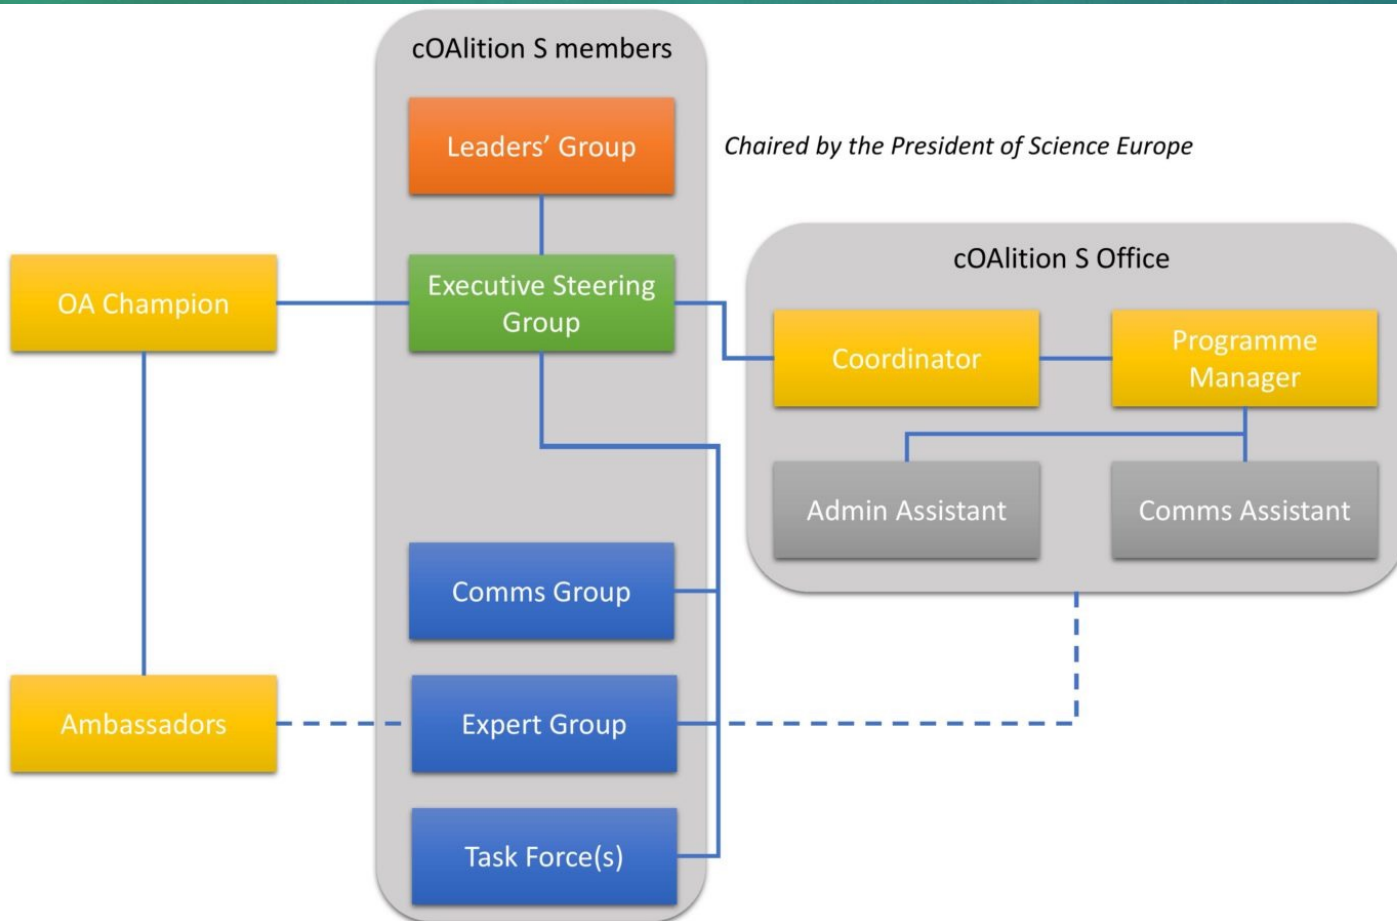 cOAlition S members
Leaders’ Group
Chaired by the President of Science Europe
cOAlition S Office
OA Champion
Executive Steering
Group
Coordinator
Programme
Manager
Admin Assistant
Comms Assistant
Comms Group
Ambassadors
Expert Group
Task Force(s)